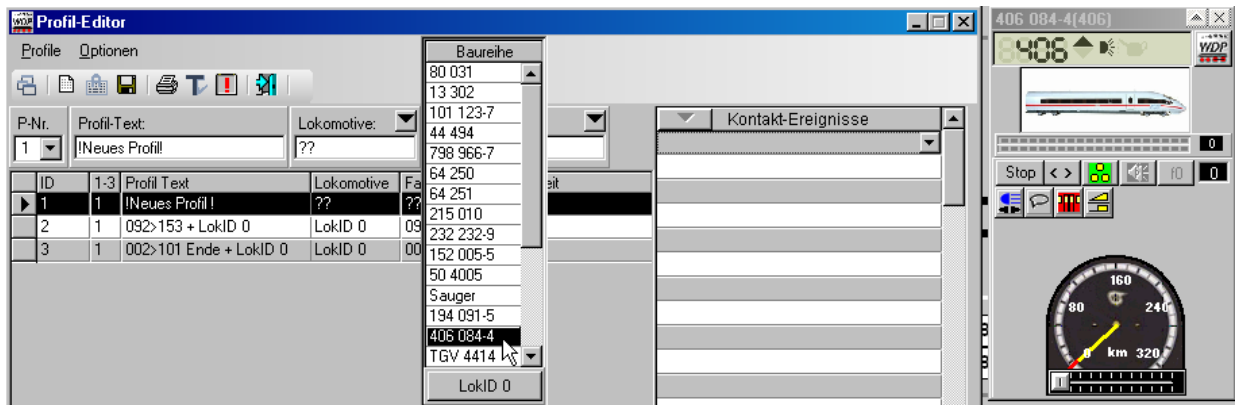 Profil-Editor
Profile Optionen
P-Nr. Profil-Text: Lokomotive:
1 !Neues Profil! ??
ID 1-3 Profil Text Lokomotive Fa eit
1 1 !Neues Profil ! ?? ??
2 1 092>153 + LokID 0 LokID 0 09
3 1 002>101 Ende + LokID 0 LokID 0 00
Baureihe
80 031
13 302
101 123-7
44 494
798 966-7
64 250
64 251
215 010
232 232-9
152 005-5
50 4005
Sauger
194 091-5
406 084-4
TGV 4414
LokID 0
Kontakt-Ereignisse
406 084-4(406)
406
WDP
0
Stop < > f0 0
80 160 240
0 km 320